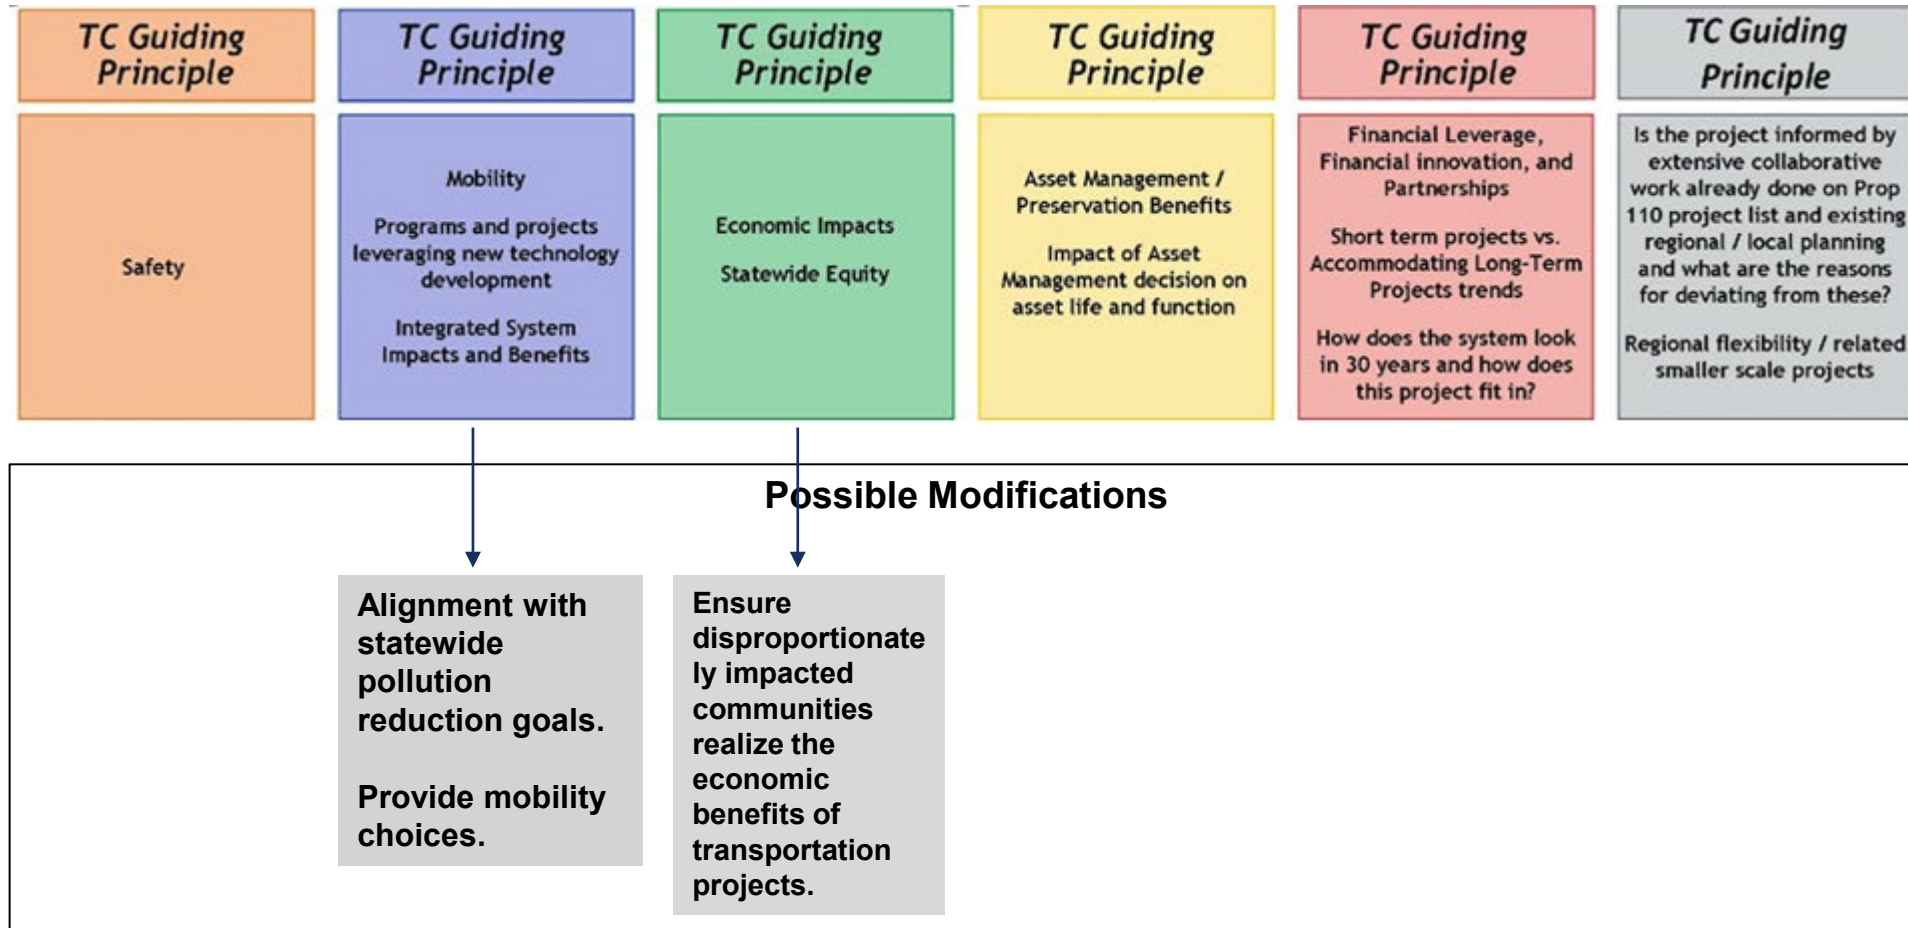 TC Guiding
Principle
Safety
TC Guiding
Principle
Mobility
Programs and projects
leveraging new technology
development
Integrated System
Impacts and Benefits
TC Guiding
Principle
Economic Impacts
Statewide Equity
TC Guiding
Principle
Asset Management /
Preservation Benefits
Impact of Asset
Management decision on
asset life and function
TC Guiding
Principle
Financial Leverage,
Financial innovation, and
Partnerships
Short term projects vs.
Accommodating Long-Term
Projects trends
How does the system look
in 30 years and how does
this project fit in?
TC Guiding
Principle
Is the project informed by
extensive collaborative
work already done on Prop
110 project list and existing
regional / local planning
and what are the reasons
for deviating from these?
Regional flexibility / related
smaller scale projects
Possible Modifications
Alignment with
statewide
pollution
reduction goals.
Provide mobility
choices.
Ensure
disproportionate
ly impacted
communities
realize the
economic
benefits of
transportation
projects.